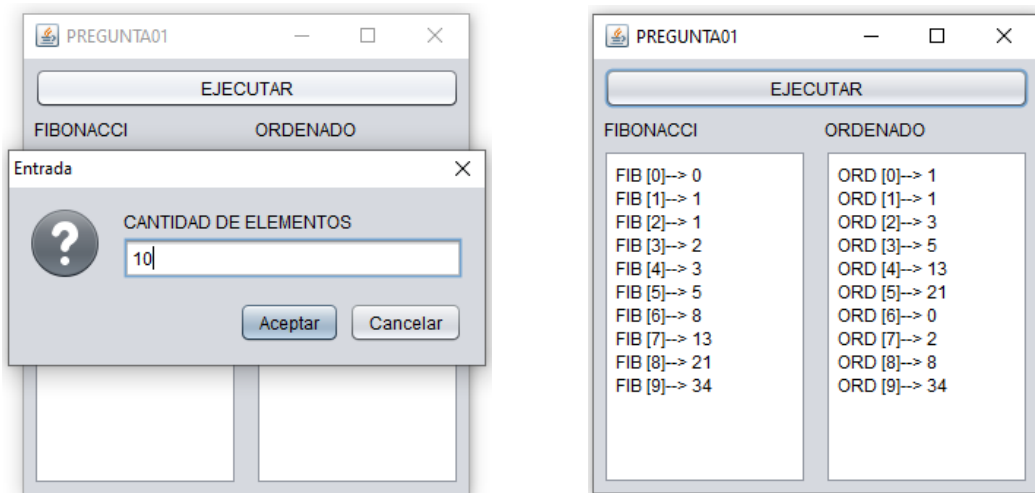 PREGUNTA01
EJECUTAR
FIBONACCI ORDENADO
Entrada
CANTIDAD DE ELEMENTOS
10
Aceptar Cancelar
PREGUNTA01
EJECUTAR
FIBONACCI ORDENADO
FIB [0]--> 0
FIB [1]--> 1
FIB [2]--> 1
FIB [3]--> 2
FIB [4]--> 3
FIB [5]--> 5
FIB [6]--> 8
FIB [7]--> 13
FIB [8]--> 21
FIB [9]--> 34
ORD [0]--> 1
ORD [1]--> 1
ORD [2]--> 3
ORD [3]--> 5
ORD [4]--> 13
ORD [5]--> 21
ORD [6]--> 0
ORD [7]--> 2
ORD [8]--> 8
ORD [9]--> 34